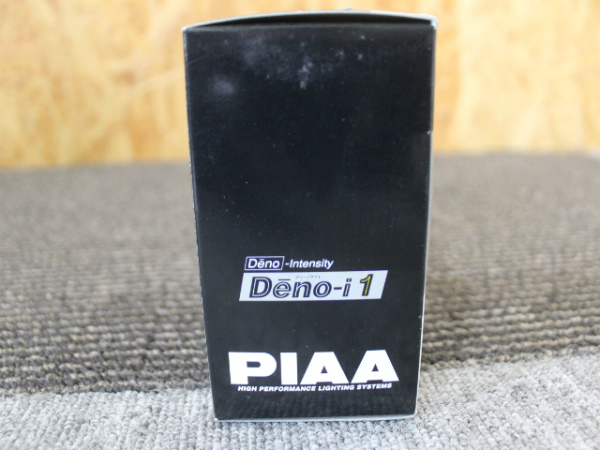 Dēno-Intensity
Dēno-i 1
PIAA
HIGH PERFORMANCE LIGHTING SYSTEMS